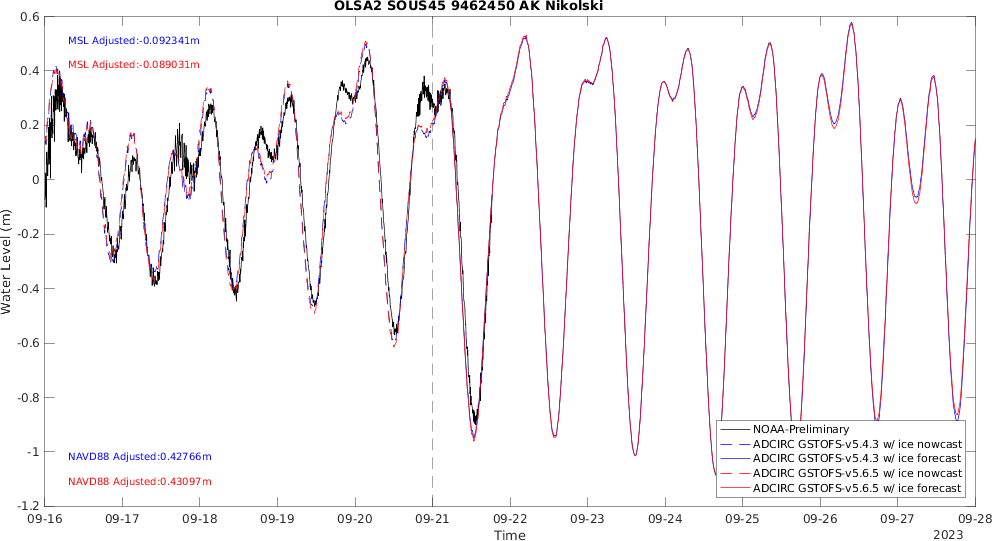 OLSA2 SOUS45 9462450 AK Nikolski
MSL Adjusted:-0.092341m
MSL Adjusted:-0.089031m
NAVD88 Adjusted:0.42766m
NAVD88 Adjusted:0.43097m
Water Level (m)
0.6
0.4
0.2
0
-0.2
-0.4
-0.6
-0.8
-1
-1.2
NOAA-Preliminary
ADCIRC GSTOFS-v5.4.3 w/ ice nowcast
ADCIRC GSTOFS-v5.4.3 w/ ice forecast
ADCIRC GSTOFS-v5.6.5 w/ ice nowcast
ADCIRC GSTOFS-v5.6.5 w/ ice forecast
09-16 09-17 09-18 09-19 09-20 09-21 09-22 09-23 09-24 09-25 09-26 09-27 09-28
Time
2023